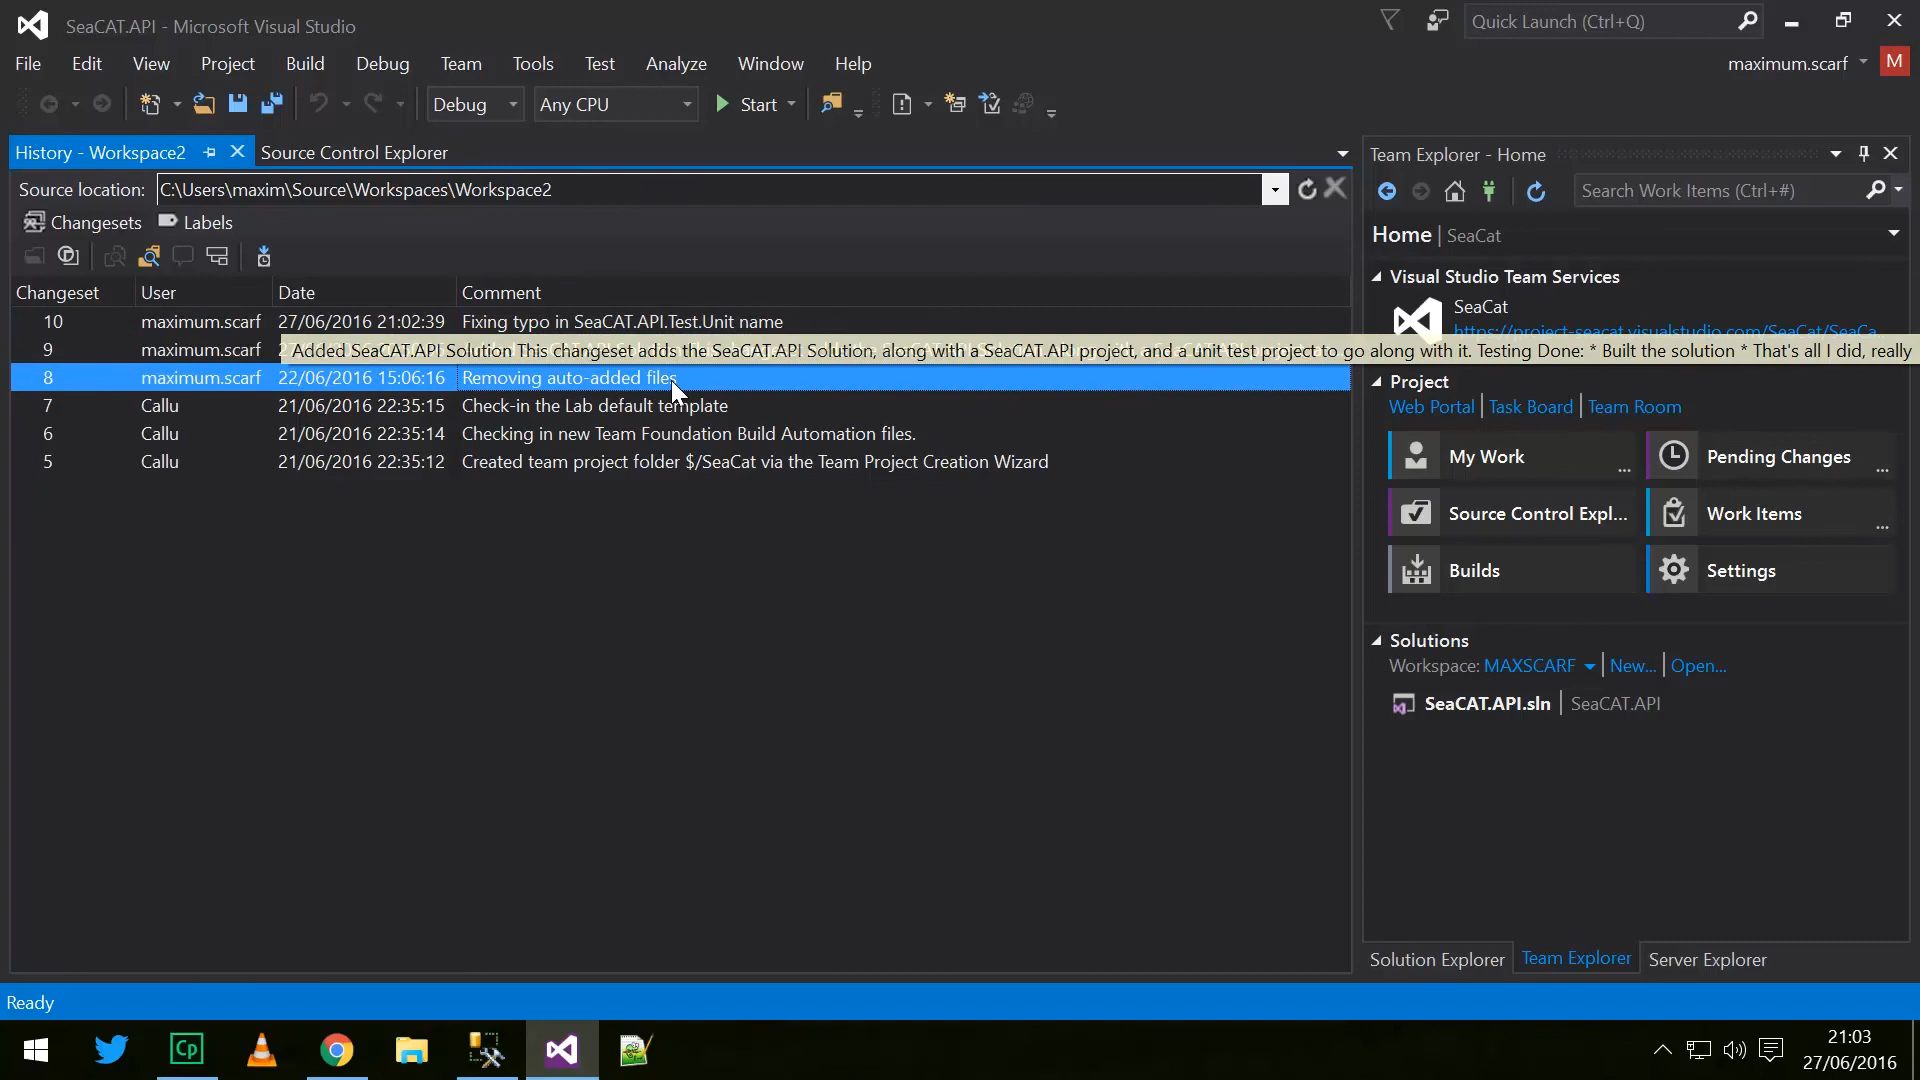 SeaCAT.API - Microsoft Visual Studio
Quick Launch (Ctrl+Q)
File Edit View Project Build Debug Team Tools Test Analyze Window Help
maximum.scarf M
Debug Any CPU Start
History - Workspace2 Source Control Explorer
Source location: C:\Users\maxim\Source\Workspaces\Workspace2
Changesets Labels
Changeset User Date Comment
10 maximum.scarf 27/06/2016 21:02:39 Fixing typo in SeaCAT.API.Test.Unit name
9 maximum.scarf
Added SeaCAT.API Solution This changeset adds the SeaCAT.API Solution, along with a SeaCAT.API project, and a unit test project to go along with it. Testing Done: * Built the solution * That's all I did, really
8 maximum.scarf 22/06/2016 15:06:16 Removing auto-added files
7 Callu 21/06/2016 22:35:15 Check-in the Lab default template
6 Callu 21/06/2016 22:35:14 Checking in new Team Foundation Build Automation files.
5 Callu 21/06/2016 22:35:12 Created team project folder $/SeaCat via the Team Project Creation Wizard
Team Explorer - Home
Search Work Items (Ctrl+#)
Home SeaCat
Visual Studio Team Services
SeaCat
https://project-seacat.visualstudio.com/SeaCat/SeaCa...
Project
Web Portal Task Board Team Room
My Work ... Pending Changes ...
Source Control Expl... Work Items ...
Builds Settings
Solutions
Workspace: MAXSCARF New... Open...
SeaCAT.API.sln SeaCAT.API
Solution Explorer Team Explorer Server Explorer
Ready
Cp
21:03
27/06/2016